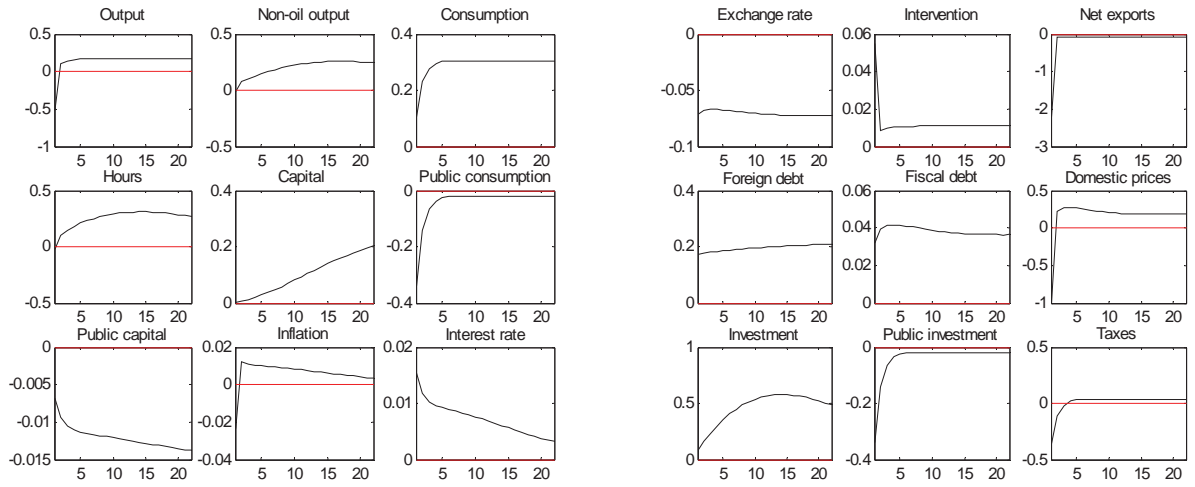 Output Non-oil output Consumption Exchange rate Intervention Net exports
0.5 0.5 0.4 0 0.06 0
0 0 0.2 -0.05 0.04 -1
-0.5 0.02 -2
-1 -0.5 0 -0.1 0 -3
5 10 15 20 5 10 15 20 5 10 15 20 5 10 15 20 5 10 15 20 5 10 15 20
Hours Capital Public consumption Foreign debt Fiscal debt Domestic prices
0.5 0.4 0 0.4 0.06 0.5
0 0.2 -0.2 0.2 0.04 0
0.02 -0.5
-0.5 0 -0.4 0 0 -1
5 10 15 20 5 10 15 20 5 10 15 20 5 10 15 20 5 10 15 20 5 10 15 20
Public capital Inflation Interest rate Investment Public investment Taxes
0 0.02 0.02 1 0 0.5
-0.005 0 0.01 0.5 -0.2 0
-0.01 -0.02
-0.015 -0.04 0 0 -0.4 -0.5
5 10 15 20 5 10 15 20 5 10 15 20 5 10 15 20 5 10 15 20 5 10 15 20